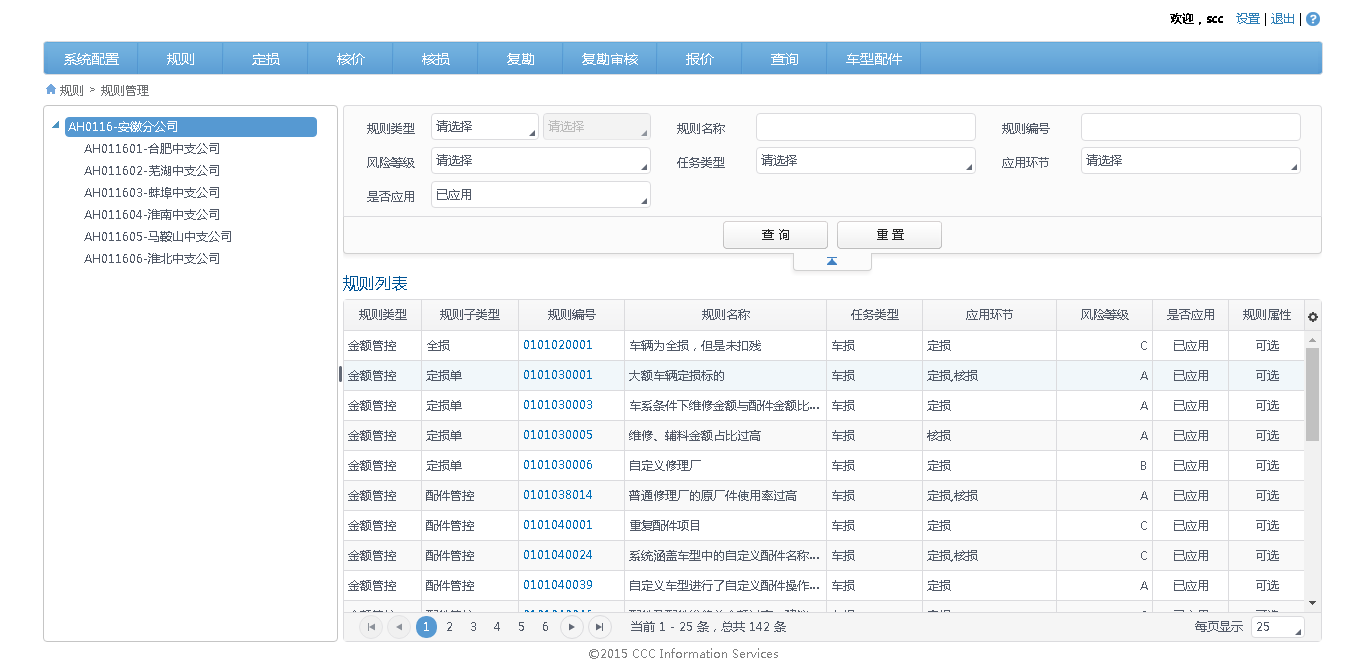 欢迎，scc 设置 | 退出 | ?
系统配置 规则 定损 核价 核损 复勘 复勘审核 报价 查询 车型配件
规则 > 规则管理
AH0116-安徽分公司
AH011601-合肥中支公司
AH011602-芜湖中支公司
AH011603-蚌埠中支公司
AH011604-淮南中支公司
AH011605-马鞍山中支公司
AH011606-淮北中支公司
规则类型 请选择 请选择 规则名称 规则编号
风险等级 请选择 任务类型 请选择 应用环节 请选择
是否应用 已应用
查 询 重 置
规则列表
规则类型 规则子类型 规则编号 规则名称 任务类型 应用环节 风险等级 是否应用 规则属性
金额管控 全损 0101020001 车辆为全损，但是未扣残 车损 定损 C 已应用 可选
金额管控 定损单 0101030001 大额车辆定损标的 车损 定损,核损 A 已应用 可选
金额管控 定损单 0101030003 车系条件下维修金额与配件金额比... 车损 定损 A 已应用 可选
金额管控 定损单 0101030005 维修、辅料金额占比过高 车损 核损 A 已应用 可选
金额管控 定损单 0101030006 自定义修理厂 车损 定损 B 已应用 可选
金额管控 配件管控 0101038014 普通修理厂的原厂件使用率过高 车损 定损,核损 A 已应用 可选
金额管控 配件管控 0101040001 重复配件项目 车损 定损 C 已应用 可选
金额管控 配件管控 0101040024 系统涵盖车型中的自定义配件名称... 车损 定损,核损 C 已应用 可选
金额管控 配件管控 0101040039 自定义车型进行了自定义配件操作... 车损 定损 A 已应用 可选
1 2 3 4 5 6 当前 1 - 25 条，总共 142 条 每页显示 25
©2015 CCC Information Services